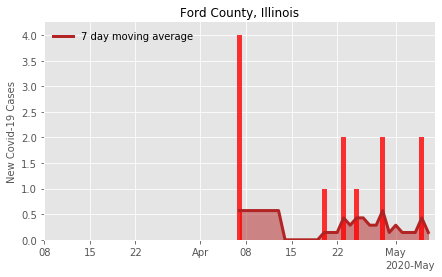 Ford County, Illinois
7 day moving average
New Covid-19 Cases
4.0
3.5
3.0
2.5
2.0
1.5
1.0
0.5
0.0
08 15 22 Apr 08 15 22 May
2020-May